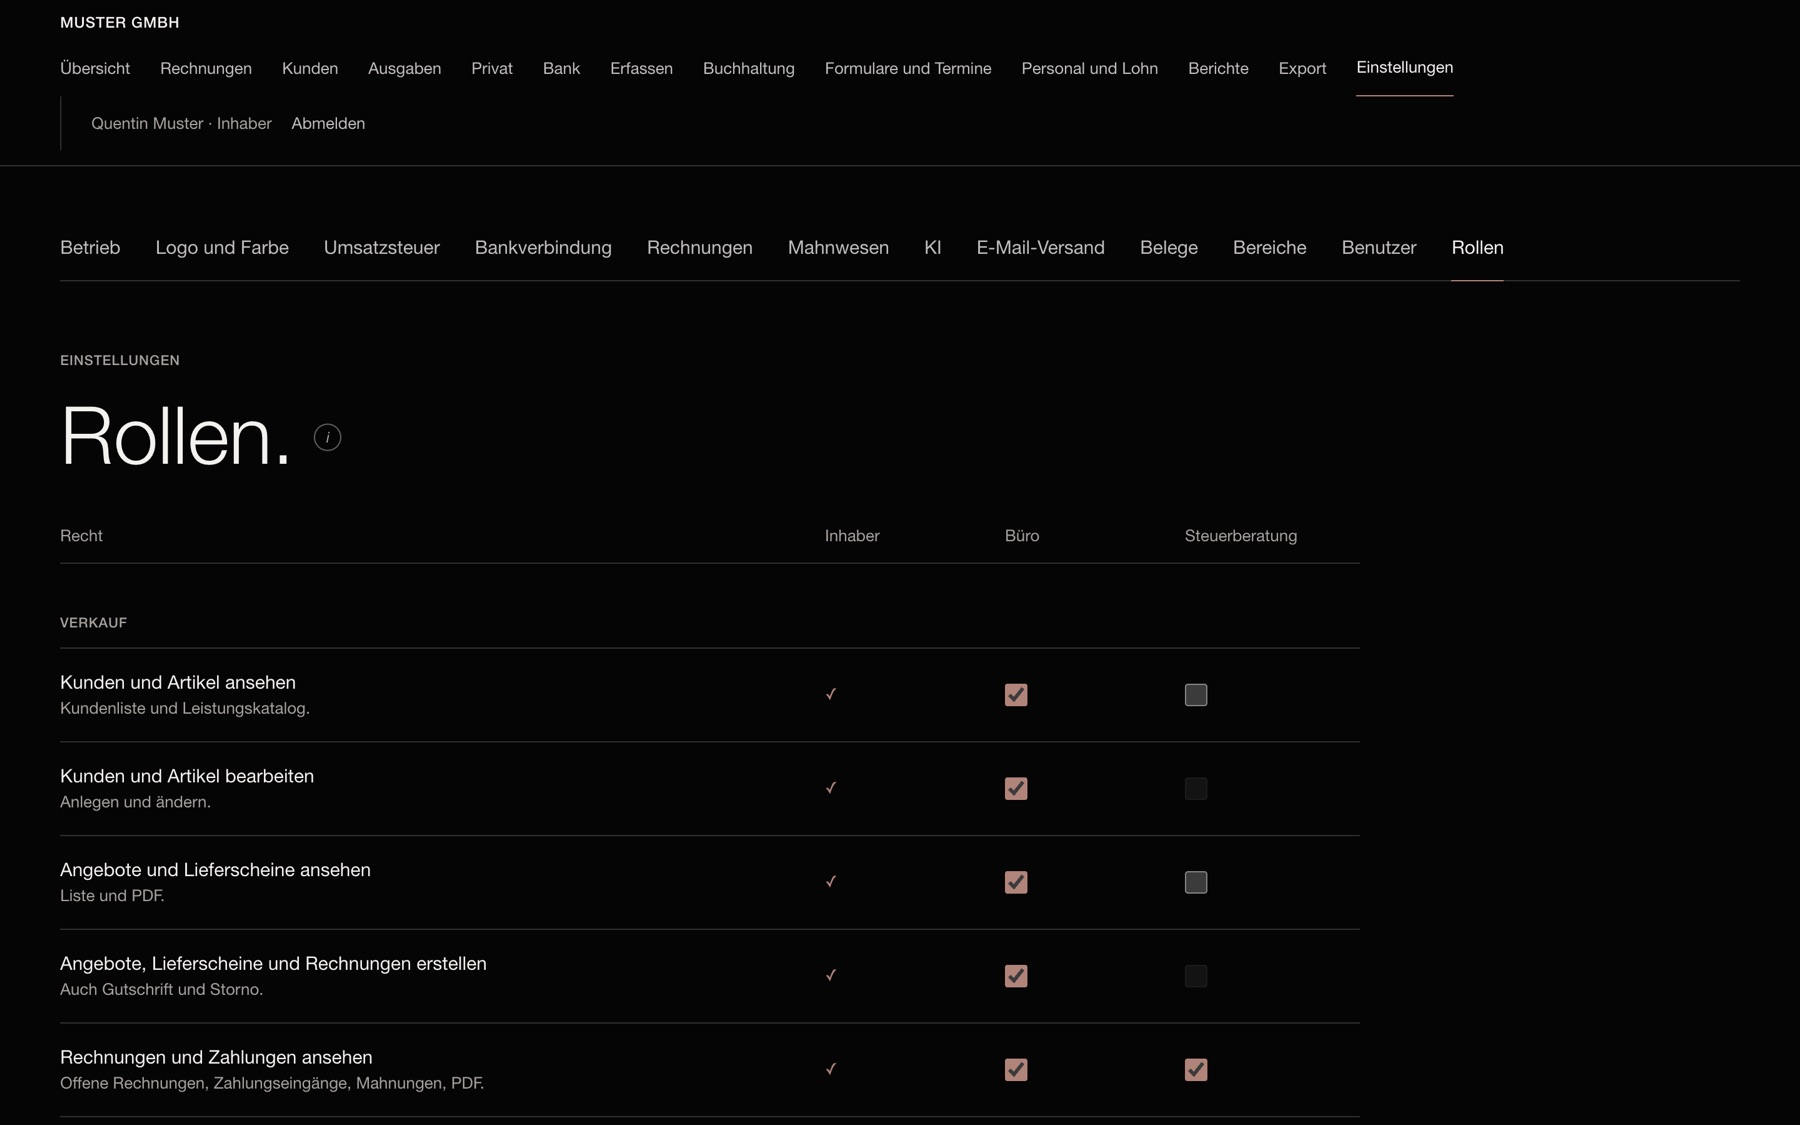 MUSTER GMBH
Übersicht Rechnungen Kunden Ausgaben Privat Bank Erfassen Buchhaltung Formulare und Termine Personal und Lohn Berichte Export Einstellungen
Quentin Muster · Inhaber Abmelden
Betrieb Logo und Farbe Umsatzsteuer Bankverbindung Rechnungen Mahnwesen KI E-Mail-Versand Belege Bereiche Benutzer Rollen
EINSTELLUNGEN
Rollen. i
Recht Inhaber Büro Steuerberatung
VERKAUF
Kunden und Artikel ansehen
Kundenliste und Leistungskatalog.
Kunden und Artikel bearbeiten
Anlegen und ändern.
Angebote und Lieferscheine ansehen
Liste und PDF.
Angebote, Lieferscheine und Rechnungen erstellen
Auch Gutschrift und Storno.
Rechnungen und Zahlungen ansehen
Offene Rechnungen, Zahlungseingänge, Mahnungen, PDF.